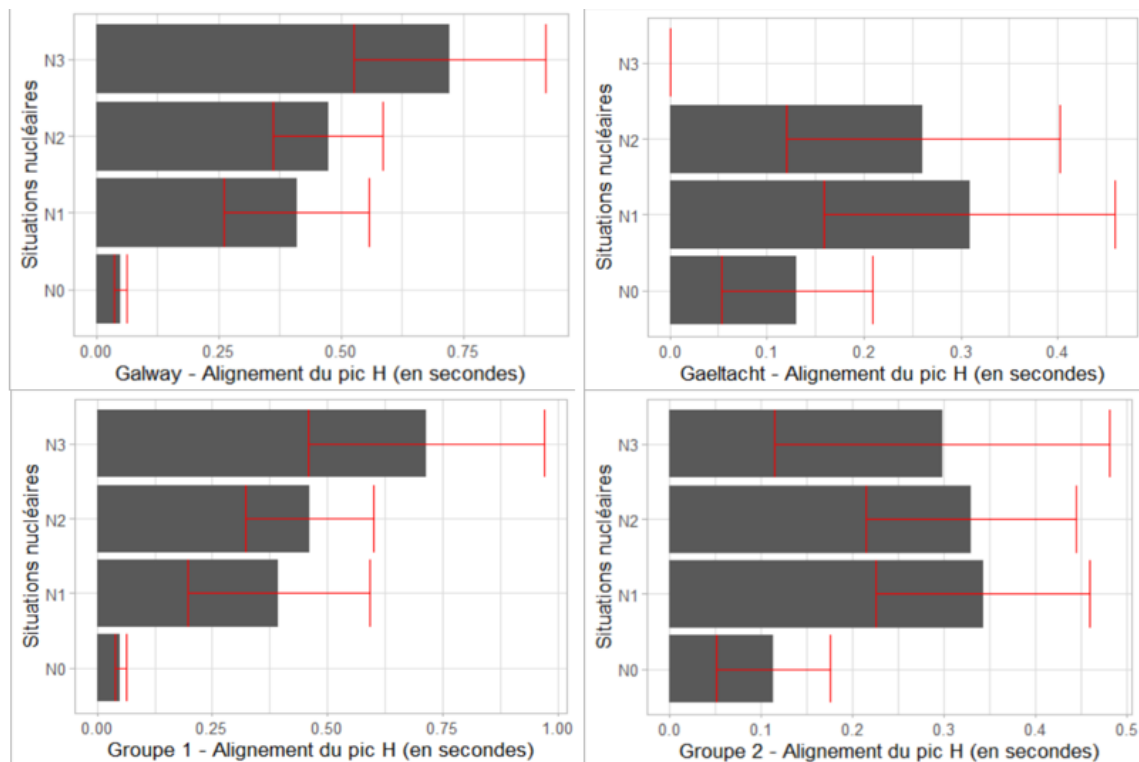 Situations nucléaires
N3
N2
N1
N0
0.00 0.25 0.50 0.75
Galway - Alignement du pic H (en secondes)
Situations nucléaires
N3
N2
N1
N0
0.0 0.1 0.2 0.3 0.4
Gaeltacht - Alignement du pic H (en secondes)
Situations nucléaires
N3
N2
N1
N0
0.00 0.25 0.50 0.75 1.00
Groupe 1 - Alignement du pic H (en secondes)
Situations nucléaires
N3
N2
N1
N0
0.0 0.1 0.2 0.3 0.4 0.5
Groupe 2 - Alignement du pic H (en secondes)